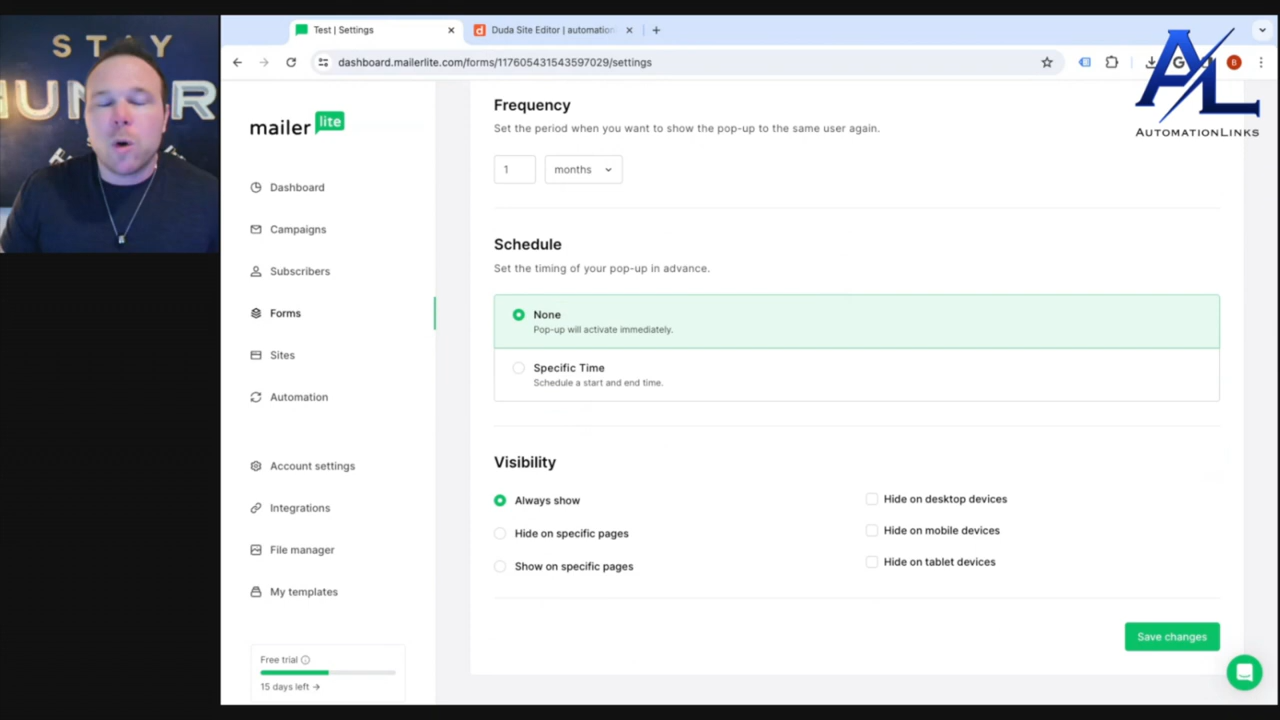 STAY
HUN
R
Test | Settings
Duda Site Editor | automation
dashboard.mailerlite.com/forms/117605431543597029/settings
G
B
AL
AUTOMATIONLINKS
mailer lite
Dashboard
Campaigns
Subscribers
Forms
Sites
Automation
Account settings
Integrations
File manager
My templates
Free trial
15 days left →
Frequency
Set the period when you want to show the pop-up to the same user again.
1
months
Schedule
Set the timing of your pop-up in advance.
None
Pop-up will activate immediately.
Specific Time
Schedule a start and end time.
Visibility
Always show
Hide on specific pages
Show on specific pages
Hide on desktop devices
Hide on mobile devices
Hide on tablet devices
Save changes